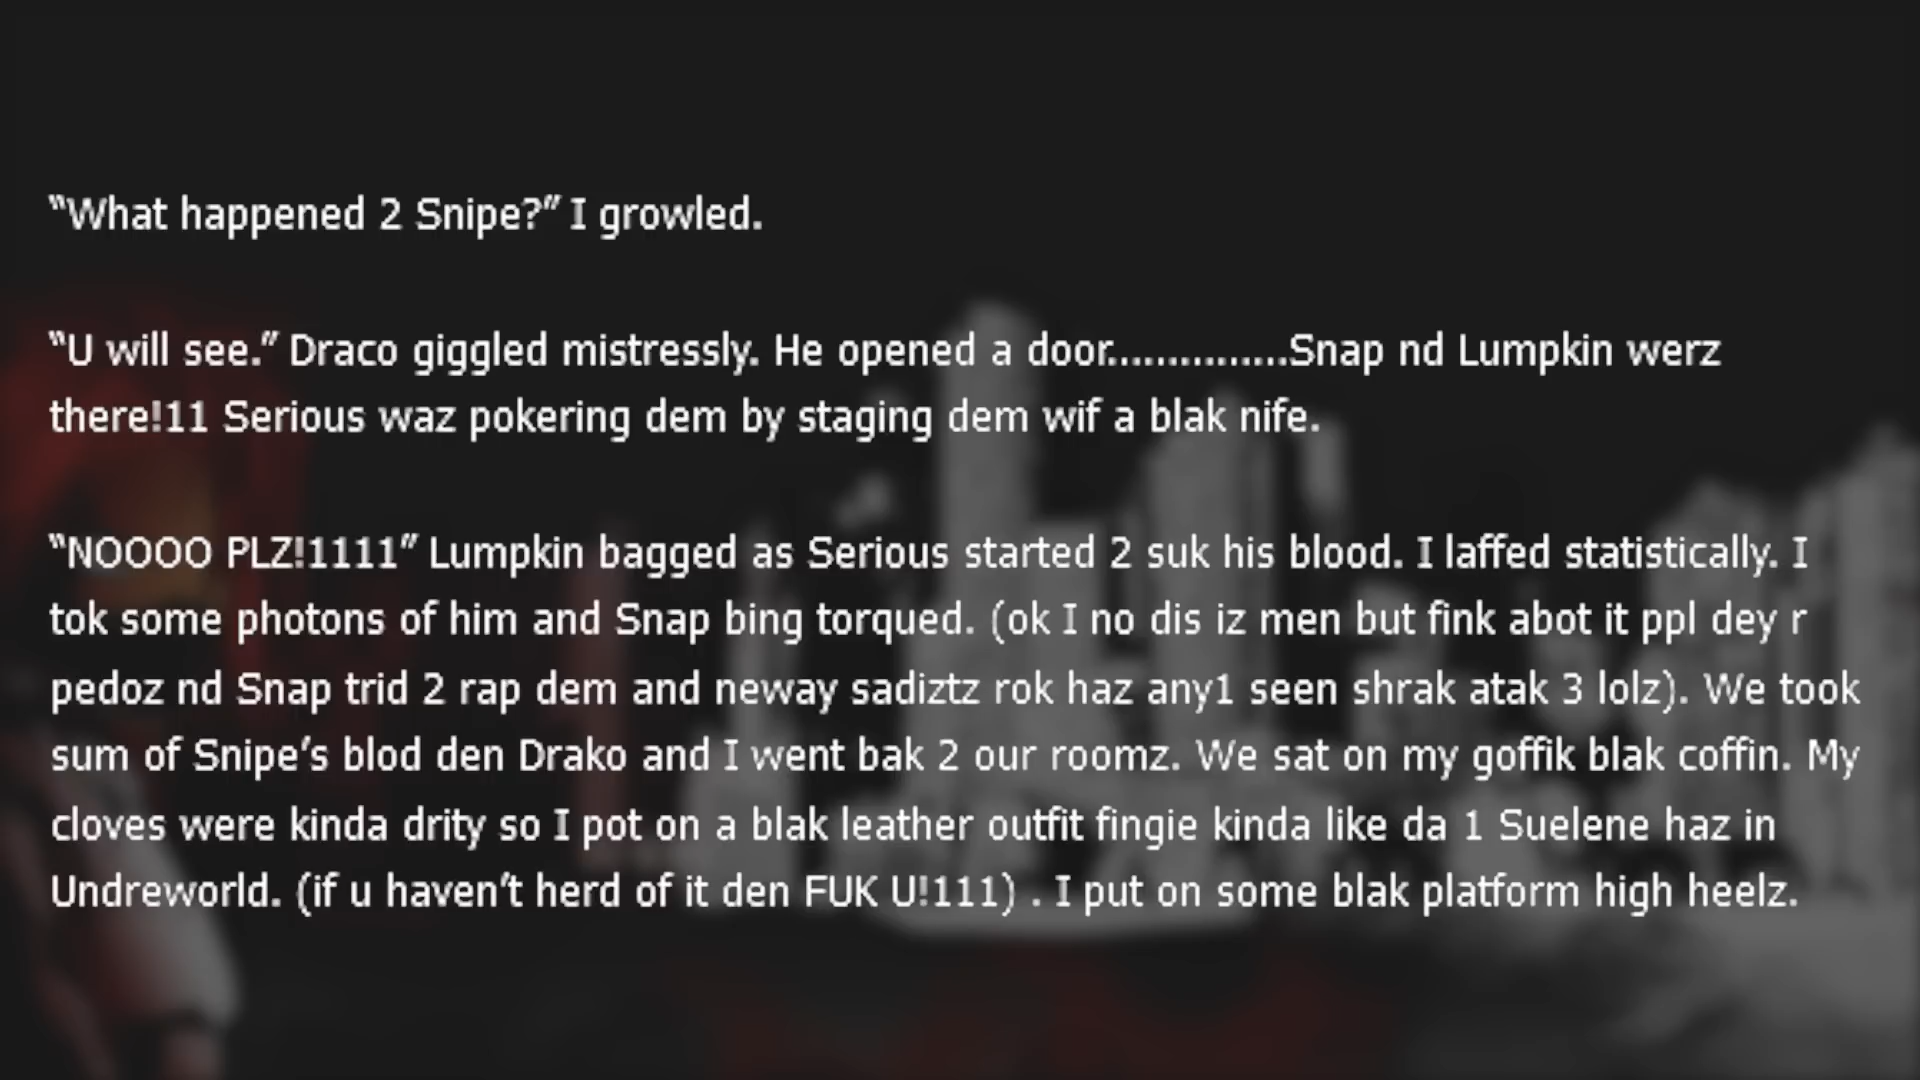 “What happened 2 Snipe?” I growled.
“U will see.” Draco giggled mistressly. He opened a door...............Snap nd Lumpkin werz
there!11 Serious waz pokering dem by staging dem wif a blak nife.
“NOOOO PLZ!1111” Lumpkin bagged as Serious started 2 suk his blood. I laffed statistically. I
tok some photons of him and Snap bing torqued. (ok I no dis iz men but fink abot it ppl dey r
pedoz nd Snap trid 2 rap dem and neway sadiztz rok haz any1 seen shrak atak 3 lolz). We took
sum of Snipe’s blod den Drako and I went bak 2 our roomz. We sat on my goffik blak coffin. My
cloves were kinda drity so I pot on a blak leather outfit fingie kinda like da 1 Suelene haz in
Undreworld. (if u haven’t herd of it den FUK U!111) . I put on some blak platform high heelz.